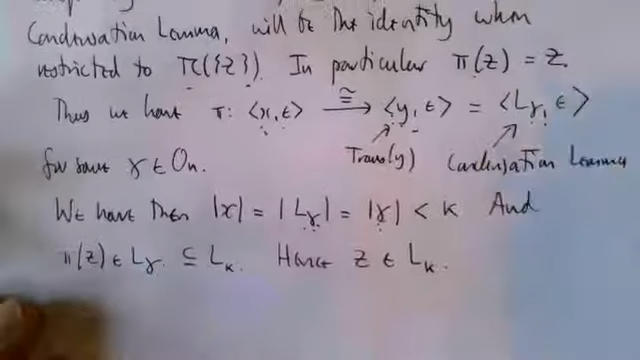 Condensation Lemma, will be the identity when
restricted to TC({z}). In particular π(z) = z.
Thus we have π: ⟨x, ∈⟩ ≅⟶ ⟨y, ∈⟩ = ⟨Lγ, ∈⟩
for some γ ∈ On. Trans(y) Condensation Lemma
We have then |x| = |Lγ| = |γ| < κ And
π(z) ∈ Lγ ⊆ Lκ. Hence z ∈ Lκ.